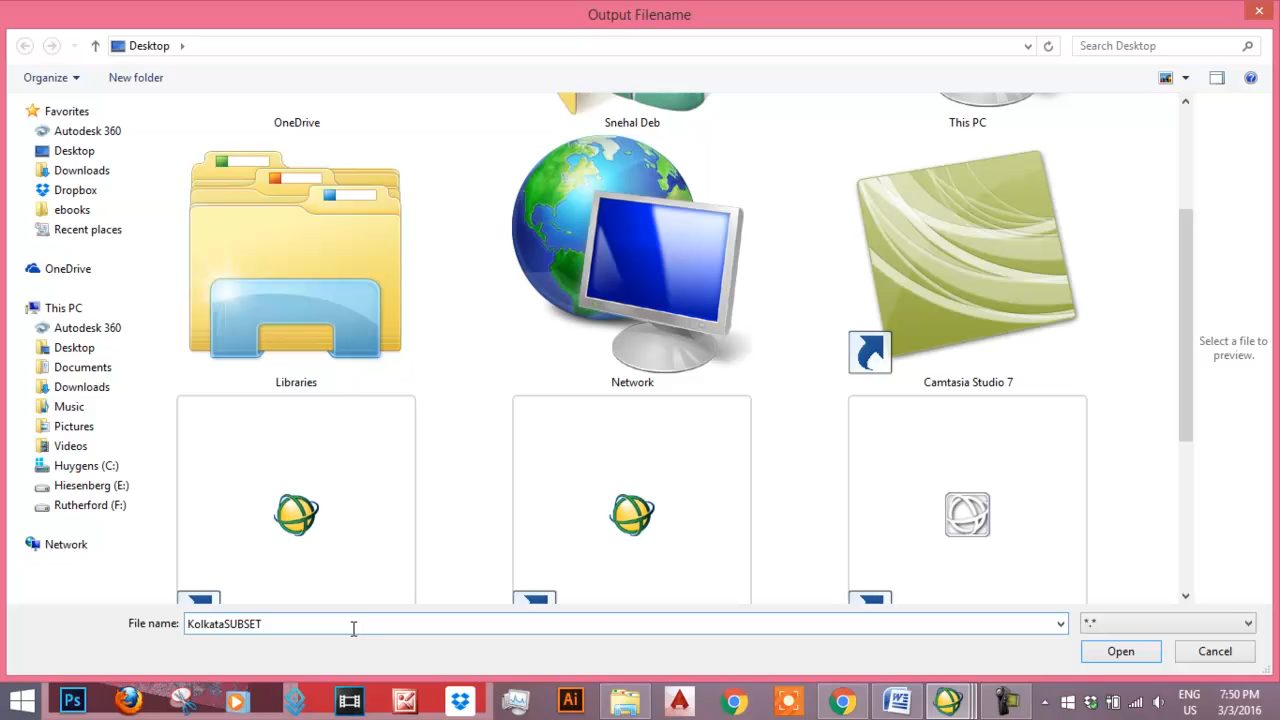 Output Filename
Desktop
Search Desktop
Organize
New folder
Favorites
Autodesk 360
Desktop
Downloads
Dropbox
ebooks
Recent places
OneDrive
This PC
Autodesk 360
Desktop
Documents
Downloads
Music
Pictures
Videos
Huygens (C:)
Hiesenberg (E:)
Rutherford (F:)
Network
OneDrive
Snehal Deb
This PC
Libraries
Network
Camtasia Studio 7
Select a file to
preview.
File name:
KolkataSUBSET
*.*
Open
Cancel
Ps
Ai
W
ENG
US
7:50 PM
3/3/2016